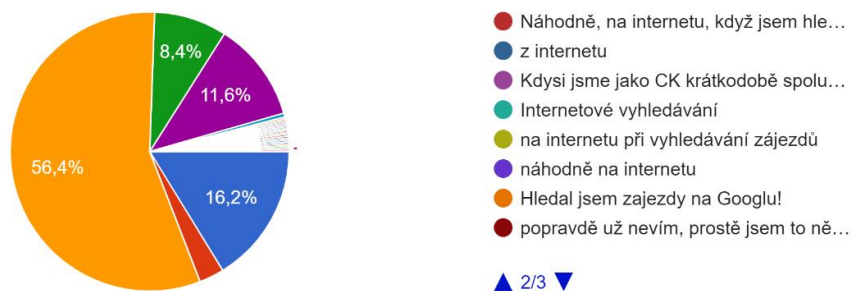 8,4%
11,6%
56,4%
16,2%
Náhodně, na internetu, když jsem hle…
z internetu
Kdysi jsme jako CK krátkodobě spolu…
Internetové vyhledávání
na internetu při vyhledávání zájezdů
náhodně na internetu
Hledal jsem zajezdy na Googlu!
popravdě už nevím, prostě jsem to ně…
2/3